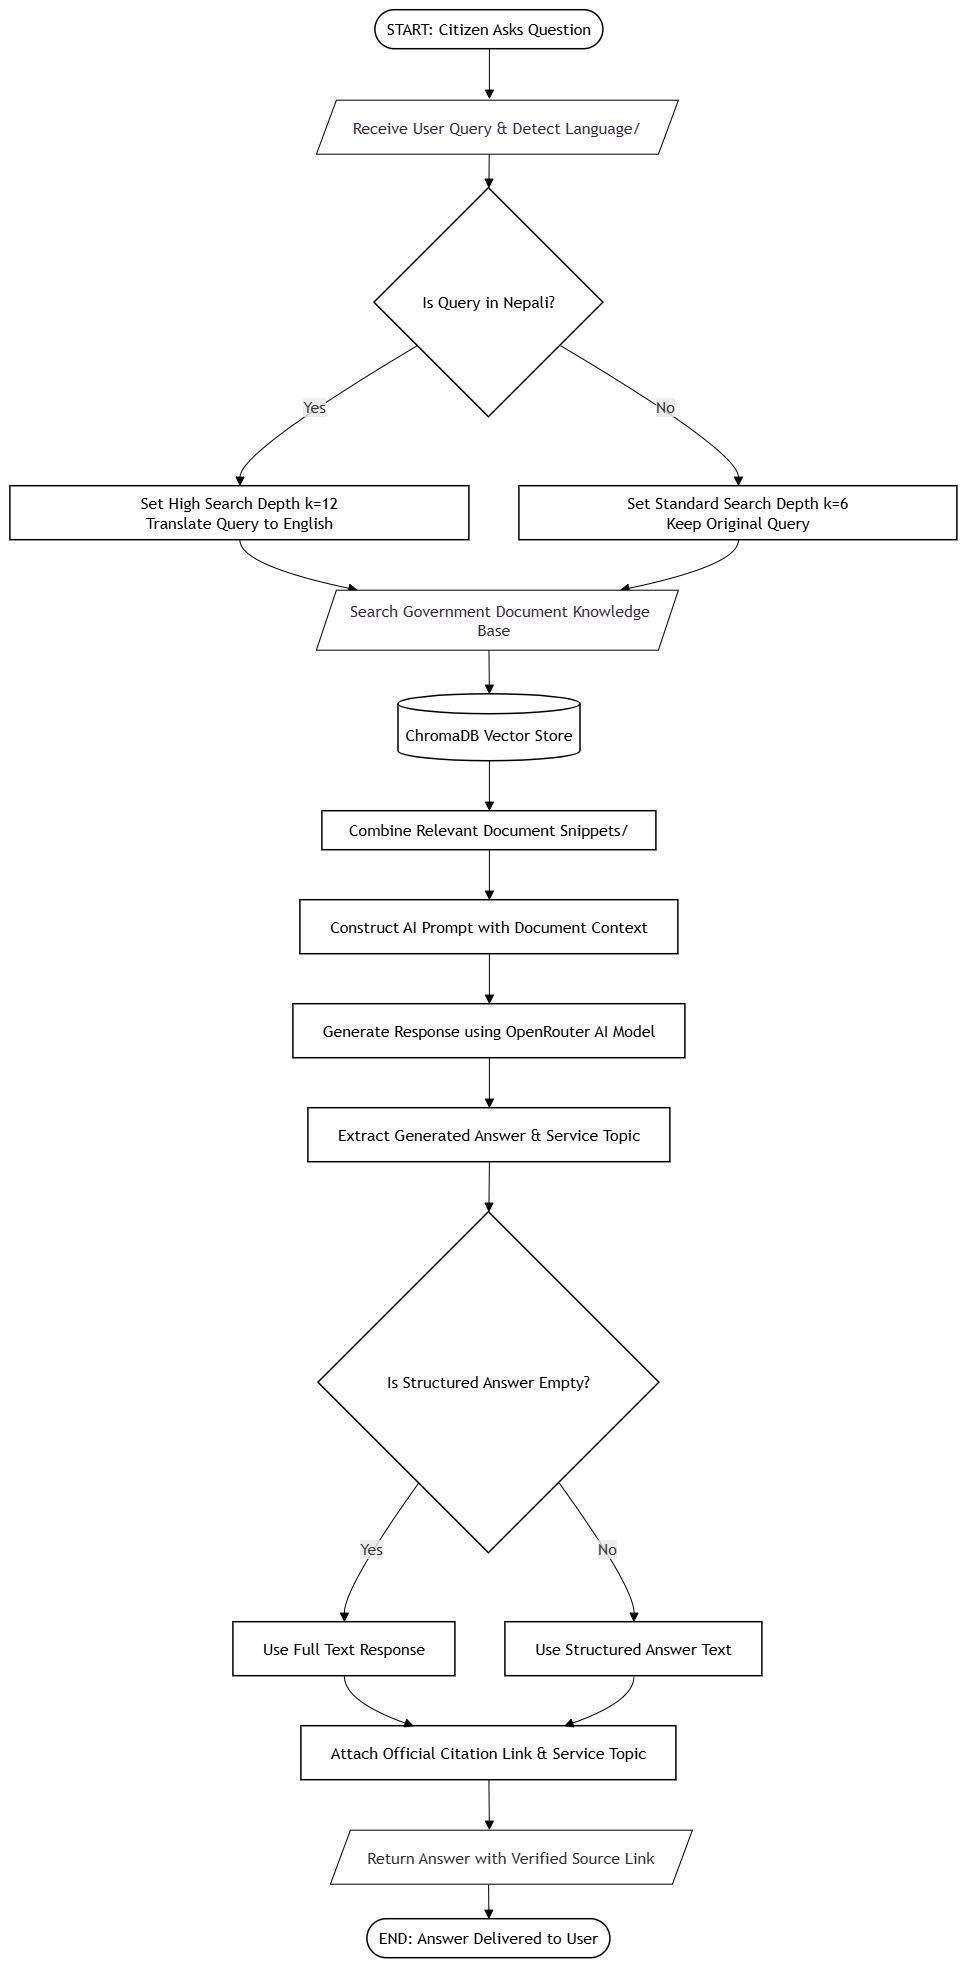 START: Citizen Asks Question
Receive User Query & Detect Language/
Is Query in Nepali?
Yes
No
Set High Search Depth k=12
Translate Query to English
Set Standard Search Depth k=6
Keep Original Query
Search Government Document Knowledge
Base
ChromaDB Vector Store
Combine Relevant Document Snippets/
Construct AI Prompt with Document Context
Generate Response using OpenRouter AI Model
Extract Generated Answer & Service Topic
Is Structured Answer Empty?
Yes
No
Use Full Text Response
Use Structured Answer Text
Attach Official Citation Link & Service Topic
Return Answer with Verified Source Link
END: Answer Delivered to User